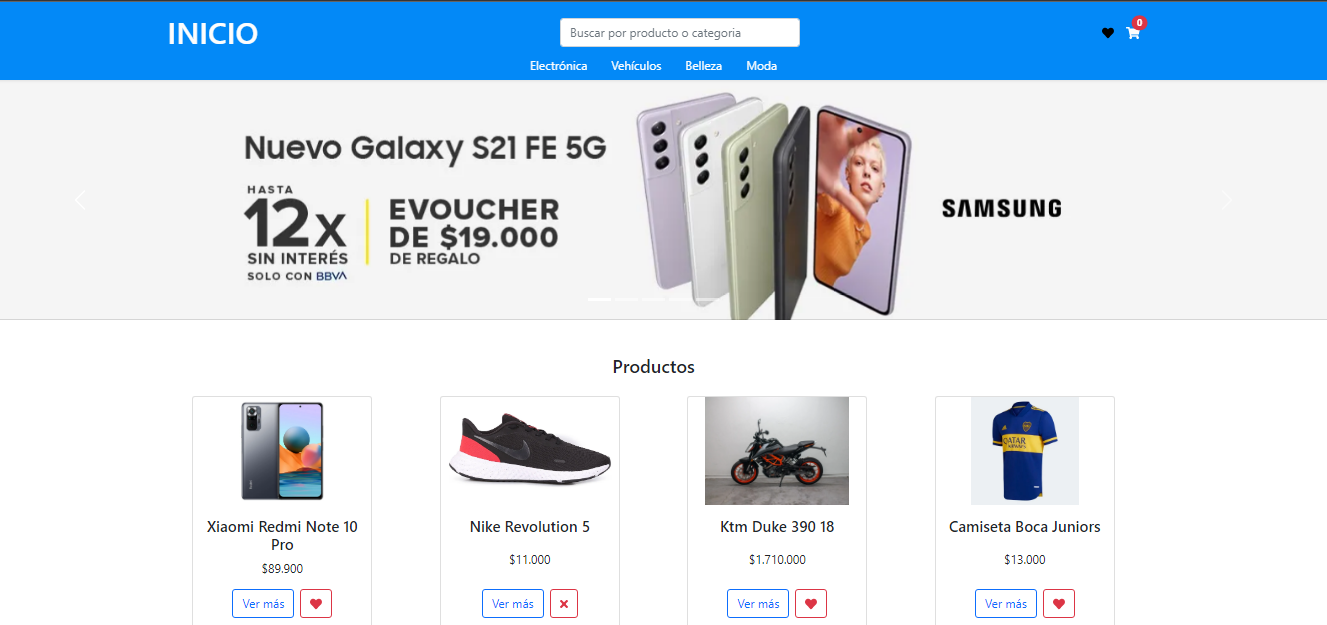 INICIO
Buscar por producto o categoria
0
Electrónica Vehículos Belleza Moda
Nuevo Galaxy S21 FE 5G
HASTA
12x
SIN INTERÉS
SOLO CON BBVA
EVOUCHER
DE $19.000
DE REGALO
SAMSUNG
Productos
QATAR
AIRWAYS
Xiaomi Redmi Note 10
Pro
$89.900
Ver más
Nike Revolution 5
$11.000
Ver más
Ktm Duke 390 18
$1.710.000
Ver más
Camiseta Boca Juniors
$13.000
Ver más